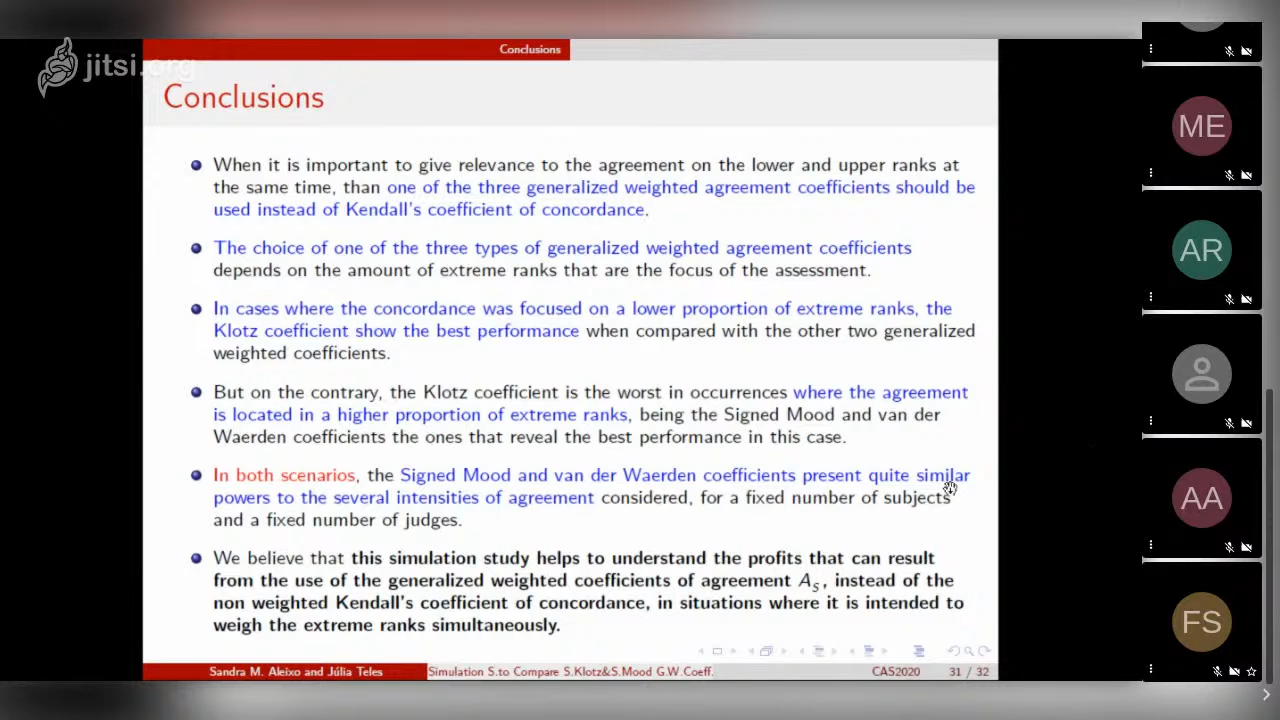 jitsi.org
Conclusions
Conclusions
When it is important to give relevance to the agreement on the lower and upper ranks at
the same time, than one of the three generalized weighted agreement coefficients should be
used instead of Kendall's coefficient of concordance.
The choice of one of the three types of generalized weighted agreement coefficients
depends on the amount of extreme ranks that are the focus of the assessment.
In cases where the concordance was focused on a lower proportion of extreme ranks, the
Klotz coefficient show the best performance when compared with the other two generalized
weighted coefficients.
But on the contrary, the Klotz coefficient is the worst in occurrences where the agreement
is located in a higher proportion of extreme ranks, being the Signed Mood and van der
Waerden coefficients the ones that reveal the best performance in this case.
In both scenarios, the Signed Mood and van der Waerden coefficients present quite similar
powers to the several intensities of agreement considered, for a fixed number of subjects
and a fixed number of judges.
We believe that this simulation study helps to understand the profits that can result
from the use of the generalized weighted coefficients of agreement A_S, instead of the
non weighted Kendall's coefficient of concordance, in situations where it is intended to
weigh the extreme ranks simultaneously.
Sandra M. Aleixo and Júlia Teles
Simulation S.to Compare S.Klotz&S.Mood G.W.Coeff.
CAS2020
31 / 32
ME
AR
AA
FS